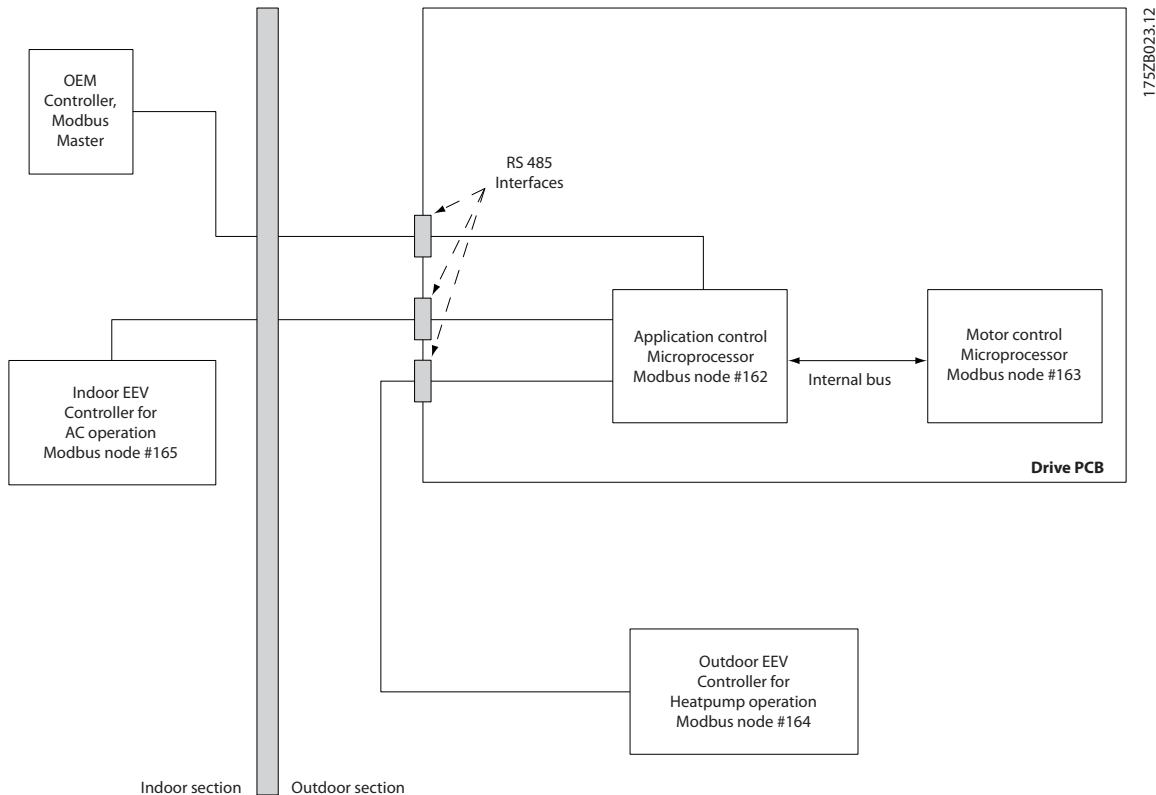 175ZB023.12
OEM
Controller,
Modbus
Master
RS 485
Interfaces
Application control
Microprocessor
Modbus node #162
Internal bus
Motor control
Microprocessor
Modbus node #163
Indoor EEV
Controller for
AC operation
Modbus node #165
Drive PCB
Outdoor EEV
Controller for
Heatpump operation
Modbus node #164
Indoor section
Outdoor section